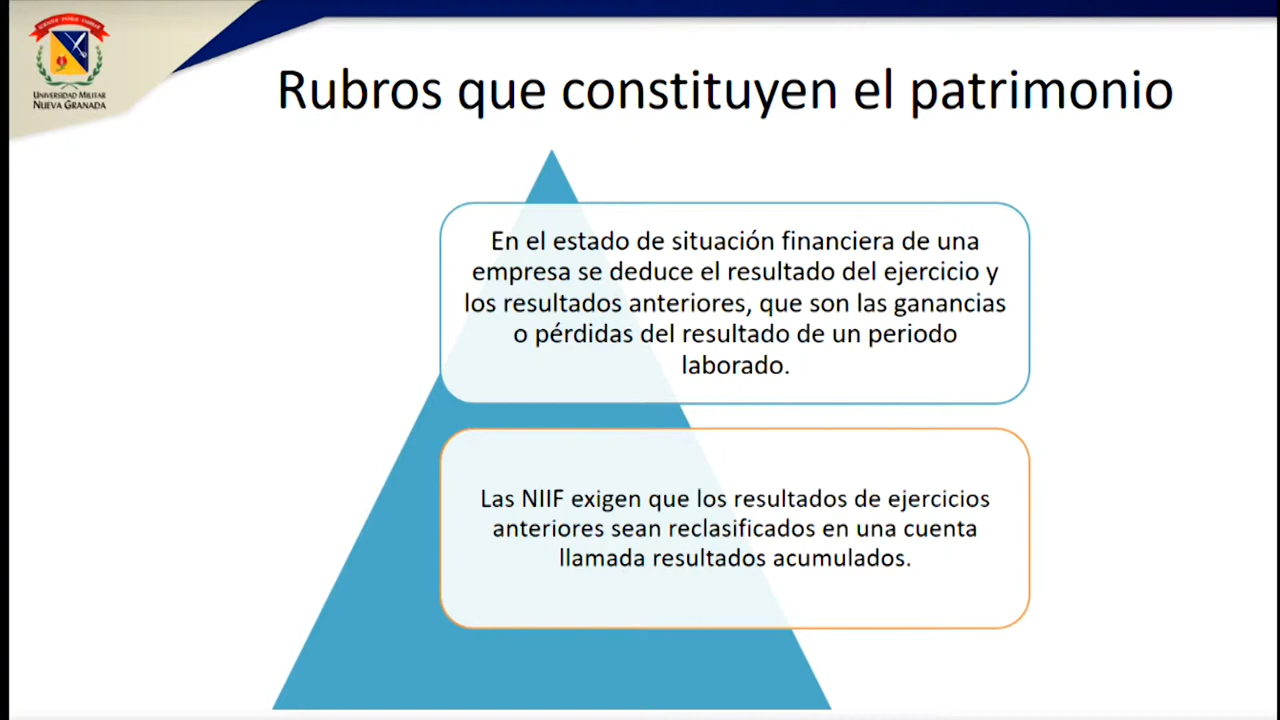 UNIVERSIDAD MILITAR
NUEVA GRANADA
Rubros que constituyen el patrimonio
En el estado de situación financiera de una
empresa se deduce el resultado del ejercicio y
los resultados anteriores, que son las ganancias
o pérdidas del resultado de un periodo
laborado.
Las NIIF exigen que los resultados de ejercicios
anteriores sean reclasificados en una cuenta
llamada resultados acumulados.